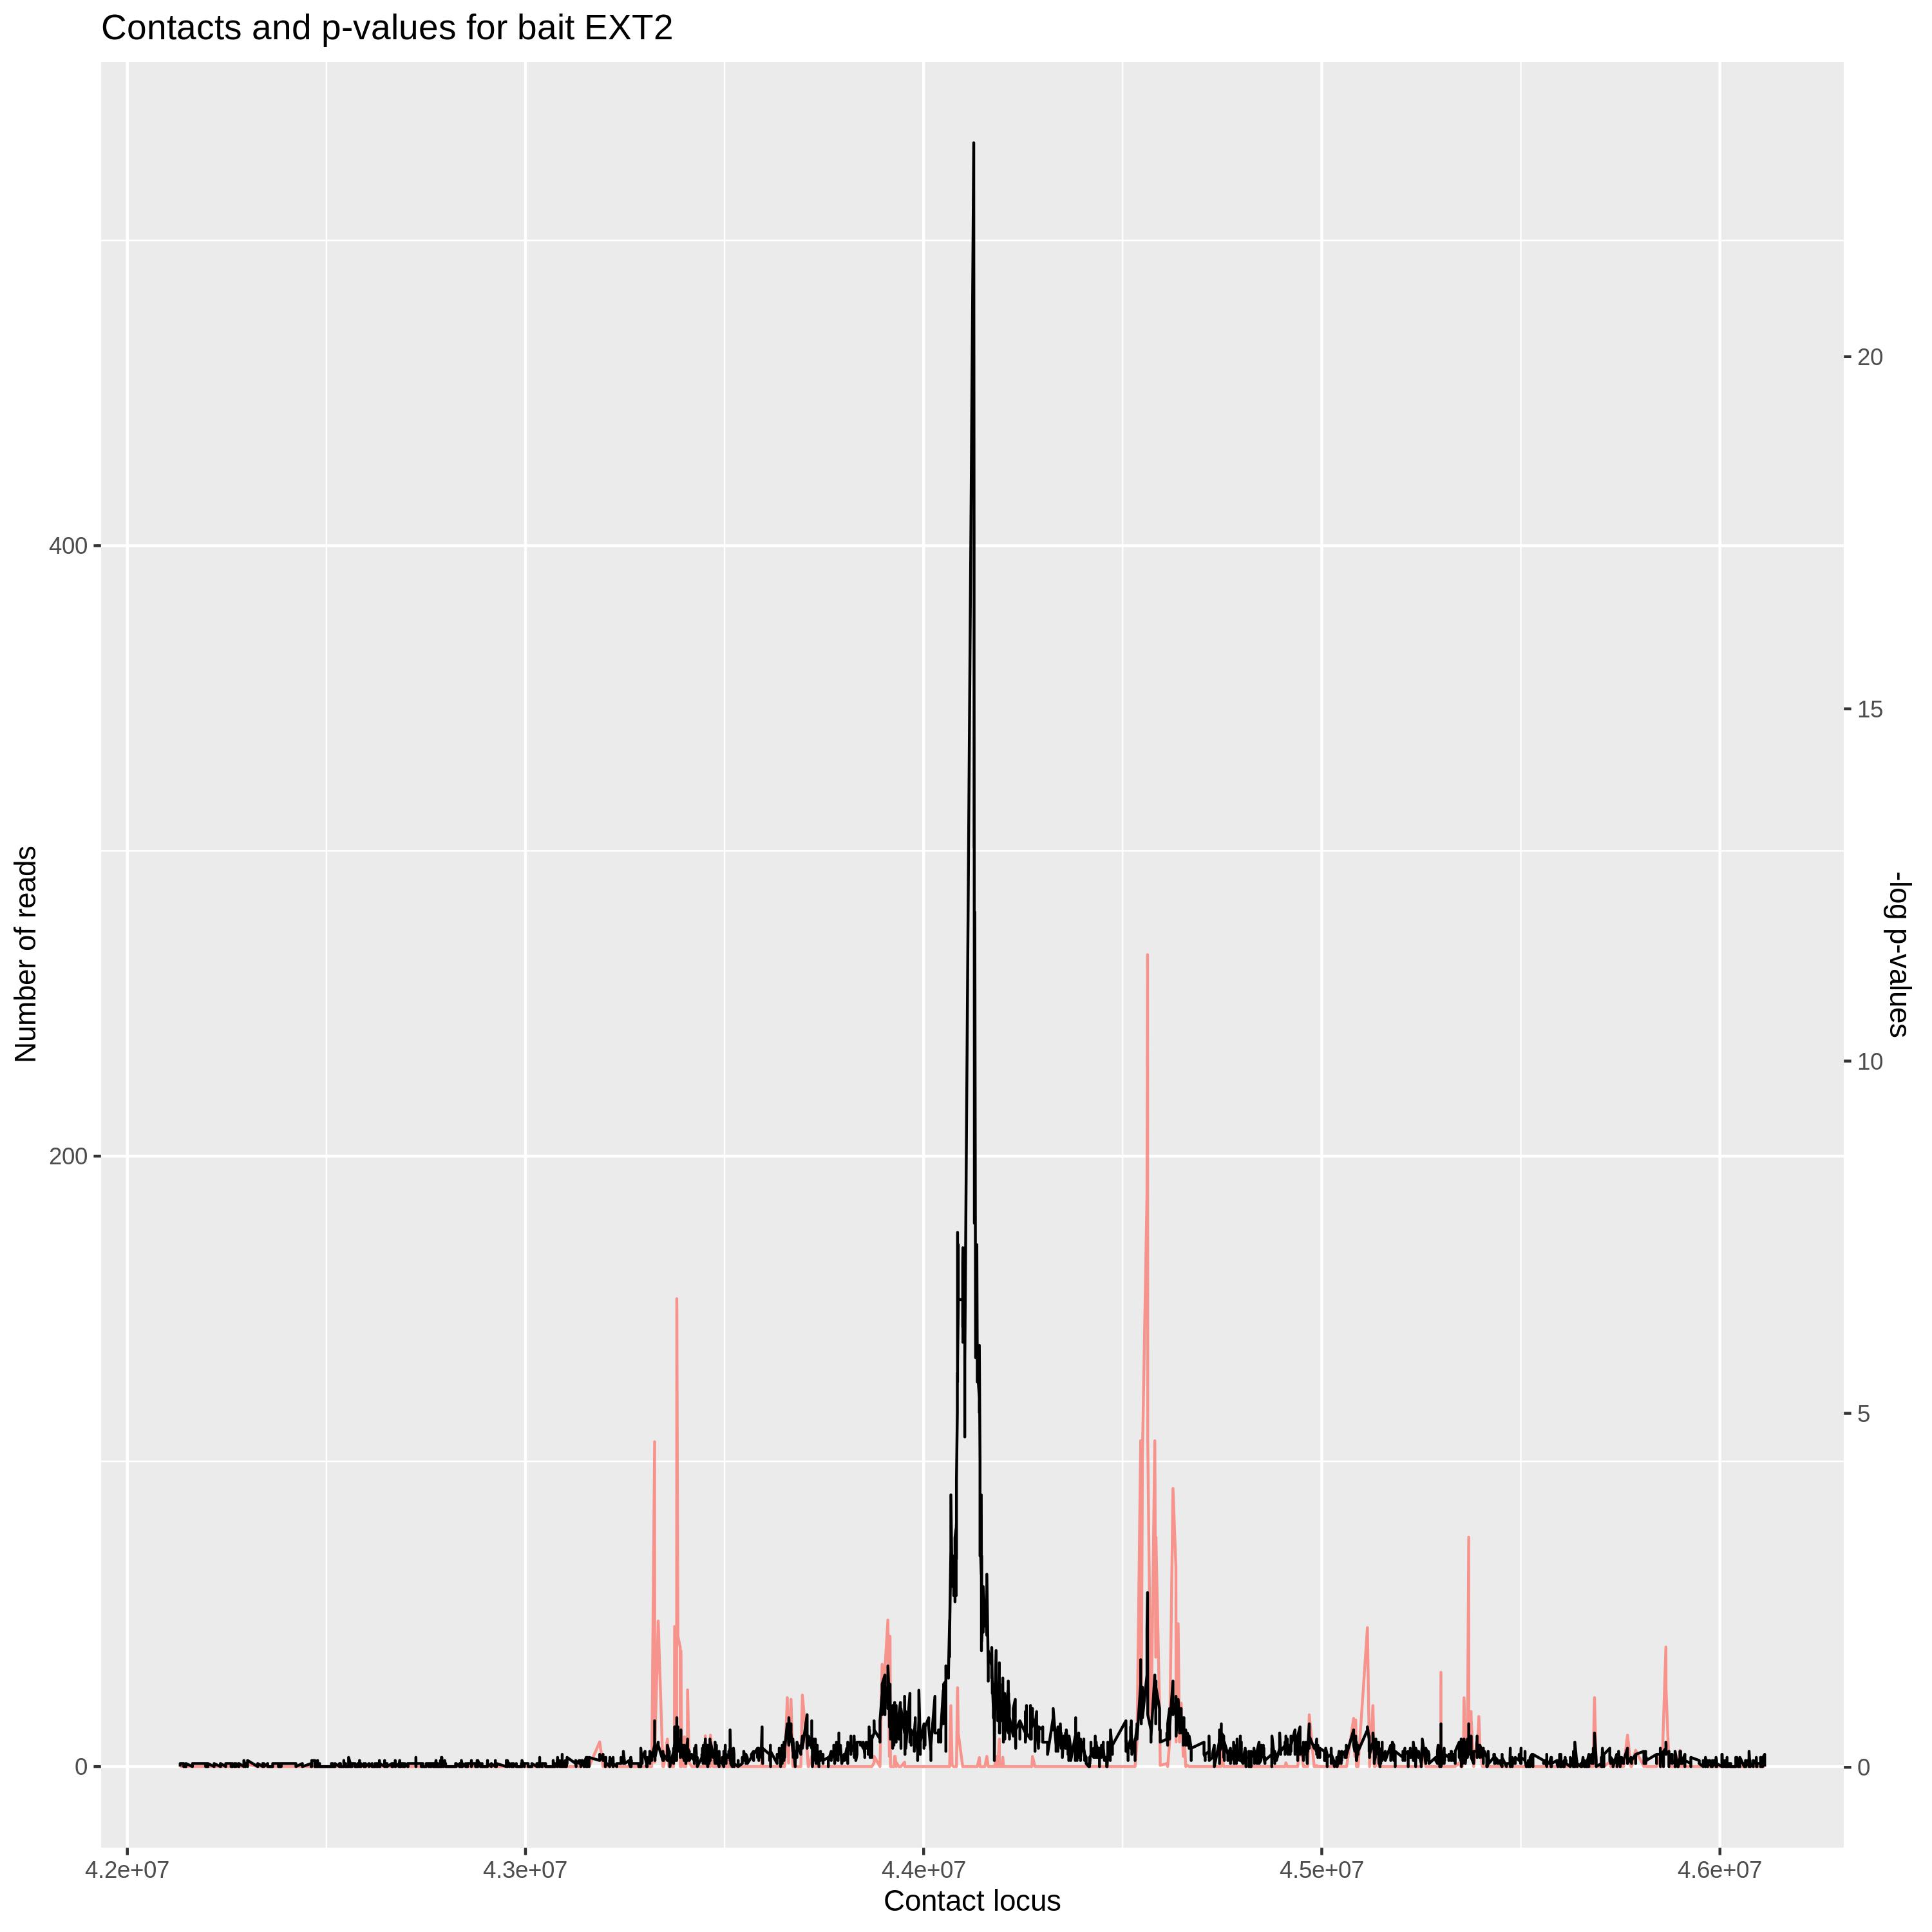 Contacts and p-values for bait EXT2
Number of reads
400
200
0
20
15
10
5
0
-log p-values
4.2e+07
4.3e+07
4.4e+07
4.5e+07
4.6e+07
Contact locus